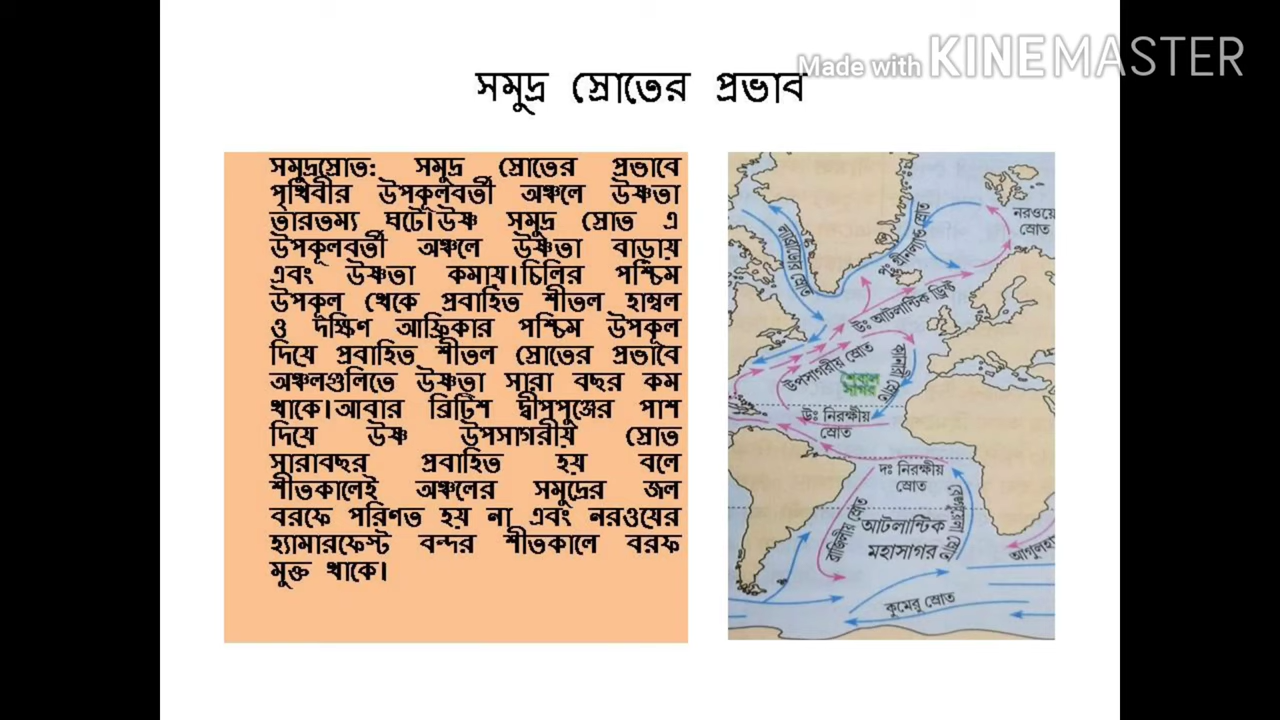 Made with KINEMASTER
সমুদ্র স্রোতের প্রভাব
সমুদ্রস্রোত: সমুদ্র স্রোতের প্রভাবে
পৃথিবীর উপকূলবর্তী অঞ্চলে উষ্ণতা
তারতম্য ঘটে।উষ্ণ সমুদ্র স্রোত এ
উপকূলবর্তী অঞ্চলে উষ্ণতা বাড়ায়
এবং উষ্ণতা কমায়।চিলির পশ্চিম
উপকূল থেকে প্রবাহিত শীতল হাম্বল
ও দক্ষিণ আফ্রিকার পশ্চিম উপকূল
দিয়ে প্রবাহিত শীতল স্রোতের প্রভাবে
অঞ্চলগুলিতে উষ্ণতা সারা বছর কম
থাকে।আবার ব্রিটিশ দ্বীপপুঞ্জের পাশ
দিয়ে উষ্ণ উপসাগরীয় স্রোত
সারাবছর প্রবাহিত হয় বলে
শীতকালেই অঞ্চলের সমুদ্রের জল
বরফে পরিণত হয় না এবং নরওয়ের
হ্যামারফেস্ট বন্দর শীতকালে বরফ
মুক্ত থাকে।
নরওয়ে
স্রোত
ল্যাব্রাডার স্রোত
পূঃ গ্রীনল্যান্ড স্রোত
উঃ আটলান্টিক ড্রিফ্ট
উপসাগরীয় স্রোত
ক্যানারী স্রোত
শৈবাল
সাগর
উঃ নিরক্ষীয়
স্রোত
দঃ নিরক্ষীয়
স্রোত
ব্রাজিলীয় স্রোত
বেঙ্গুয়েলা স্রোত
আটলান্টিক
মহাসাগর
আগুলহা
কুমেরু স্রোত